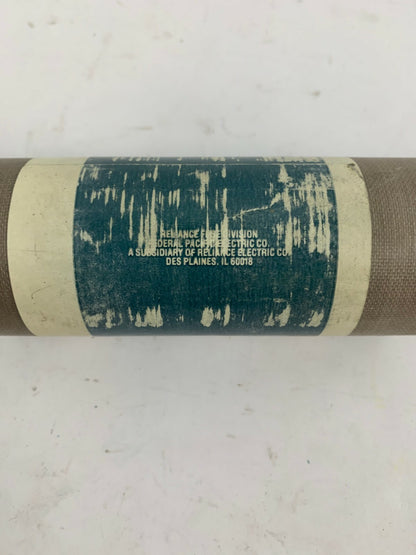 RELIANCE FUSE DIVISION
FEDERAL PACIFIC ELECTRIC CO.
A SUBSIDIARY OF RELIANCE ELECTRIC CO.
DES PLAINES, IL 60018